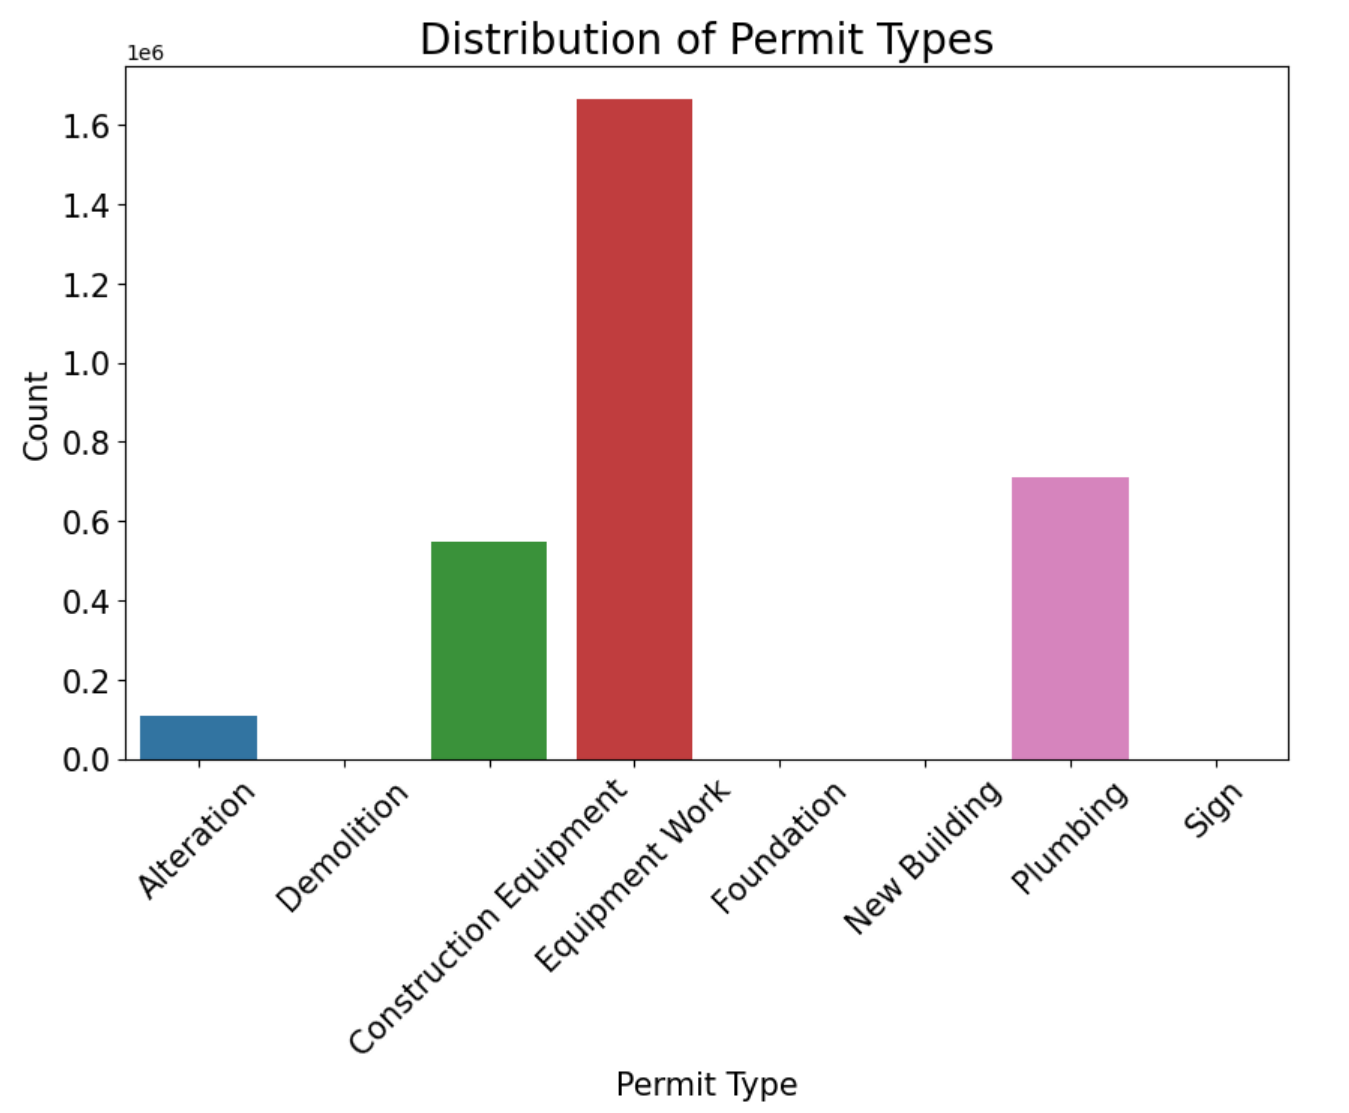 Distribution of Permit Types
1e6
1.6
1.4
1.2
1.0
0.8
0.6
0.4
0.2
0.0
Count
Alteration
Demolition
Construction Equipment
Equipment Work
Foundation
New Building
Plumbing
Sign
Permit Type